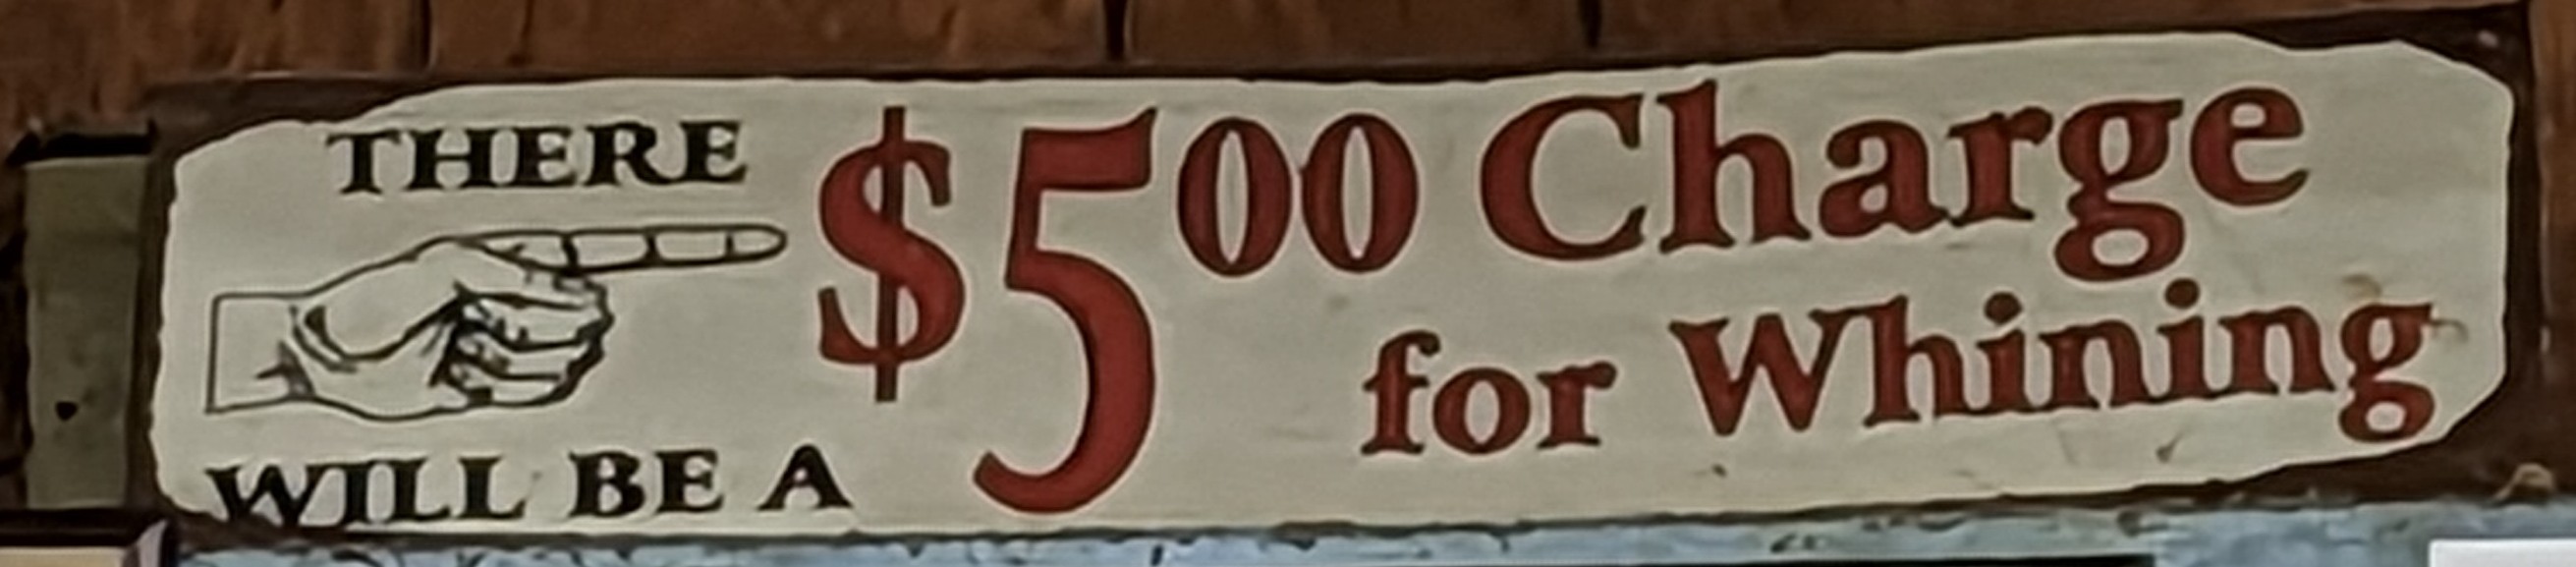 THERE
WILL BE A
$500 Charge
for Whining